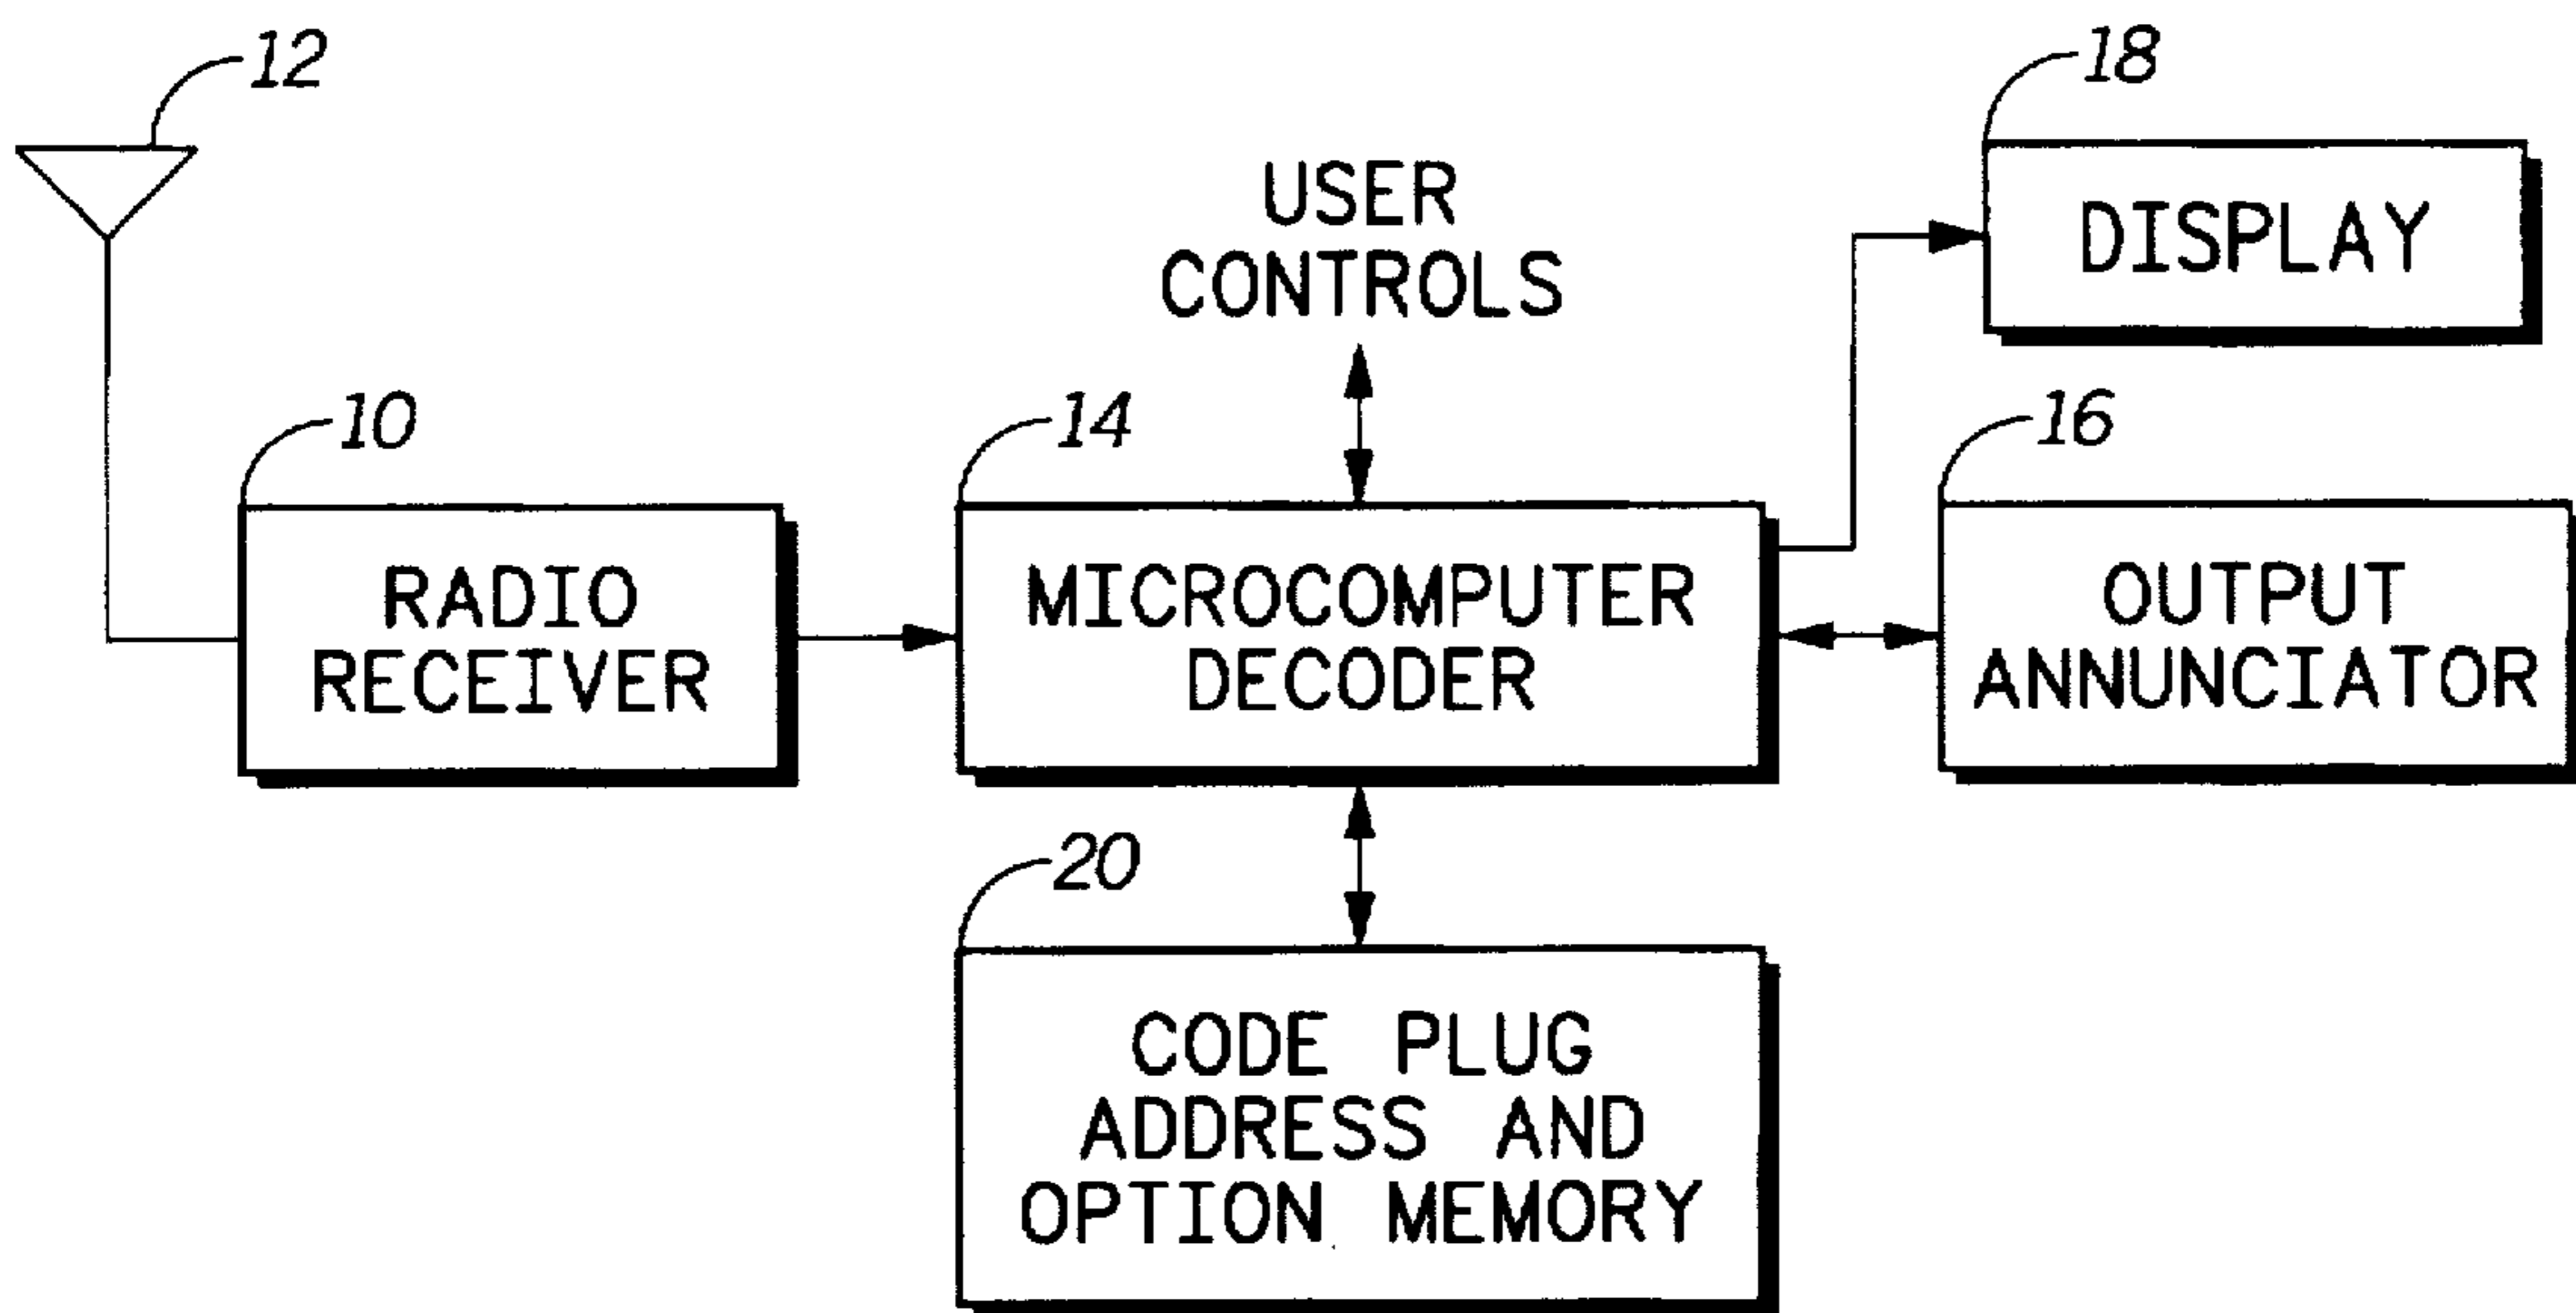 12
18
USER
CONTROLS
DISPLAY
10
14
16
RADIO
RECEIVER
MICROCOMPUTER
DECODER
OUTPUT
ANNUNCIATOR
20
CODE PLUG
ADDRESS AND
OPTION MEMORY